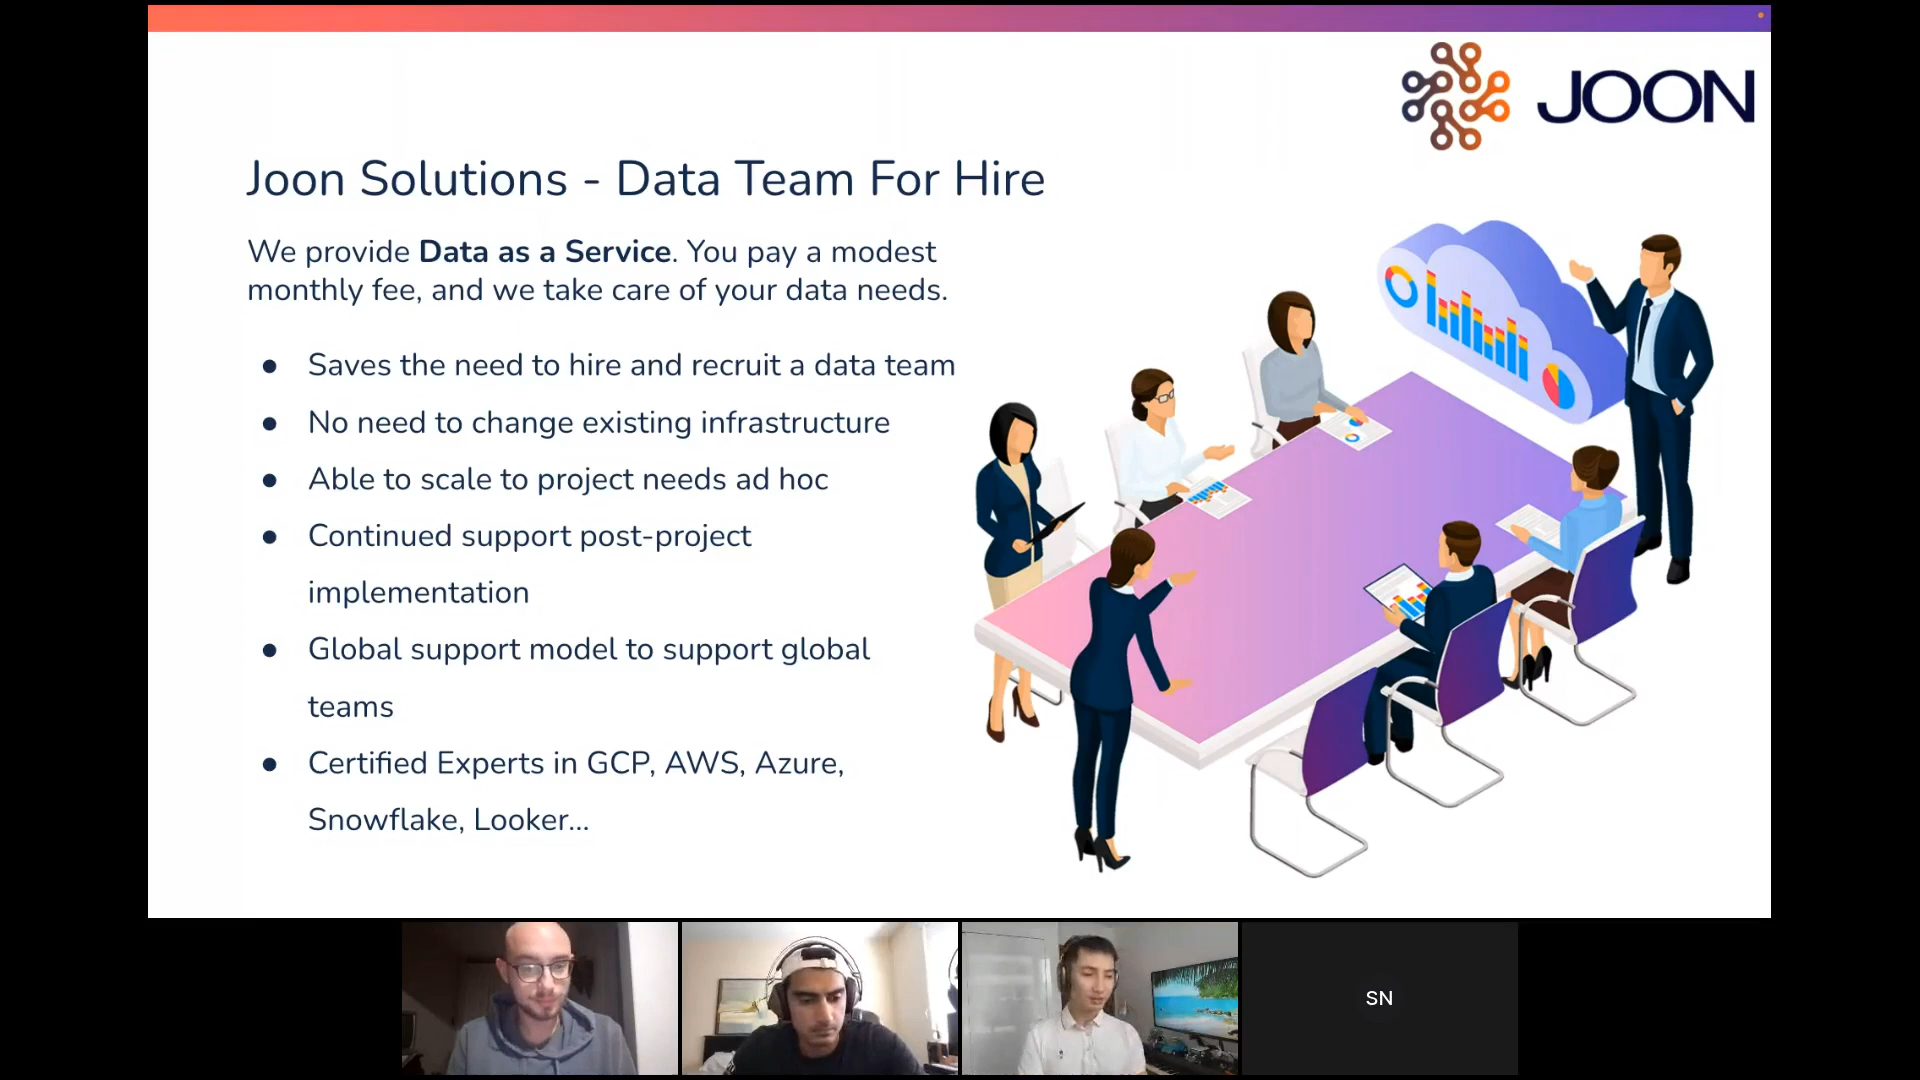 JOON
Joon Solutions - Data Team For Hire
We provide Data as a Service. You pay a modest
monthly fee, and we take care of your data needs.
● Saves the need to hire and recruit a data team
● No need to change existing infrastructure
● Able to scale to project needs ad hoc
● Continued support post-project
implementation
● Global support model to support global
teams
● Certified Experts in GCP, AWS, Azure,
Snowflake, Looker...
SN